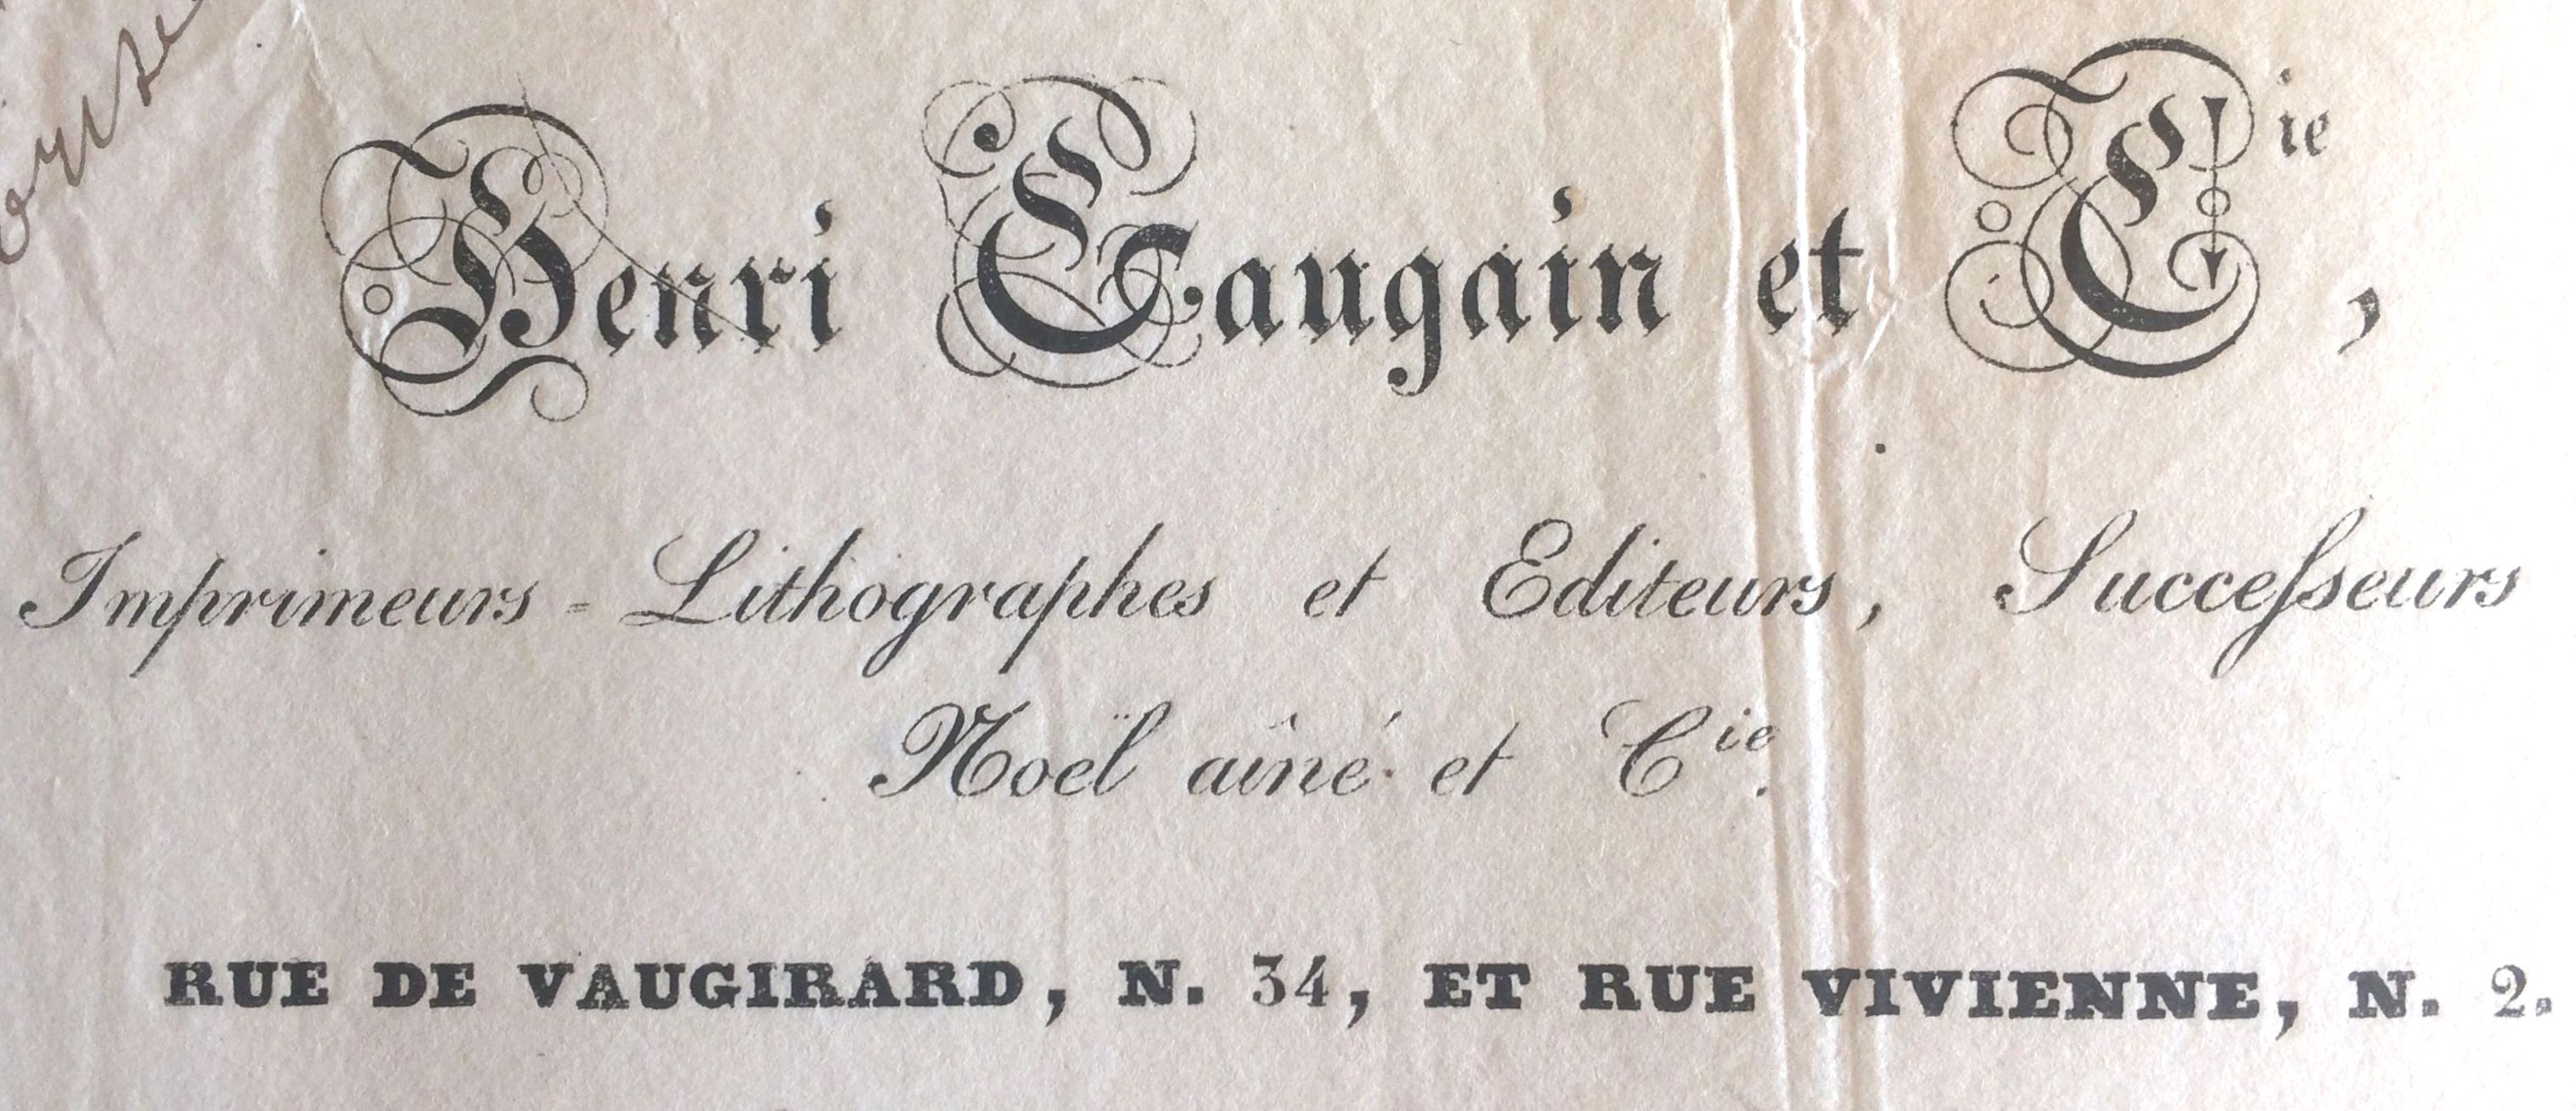 Henri Gaugain et Cie,
Imprimeurs-Lithographes et Editeurs, Succeſseurs
Noël aîné et Cie.
RUE DE VAUGIRARD, N. 34, ET RUE VIVIENNE, N. 2.